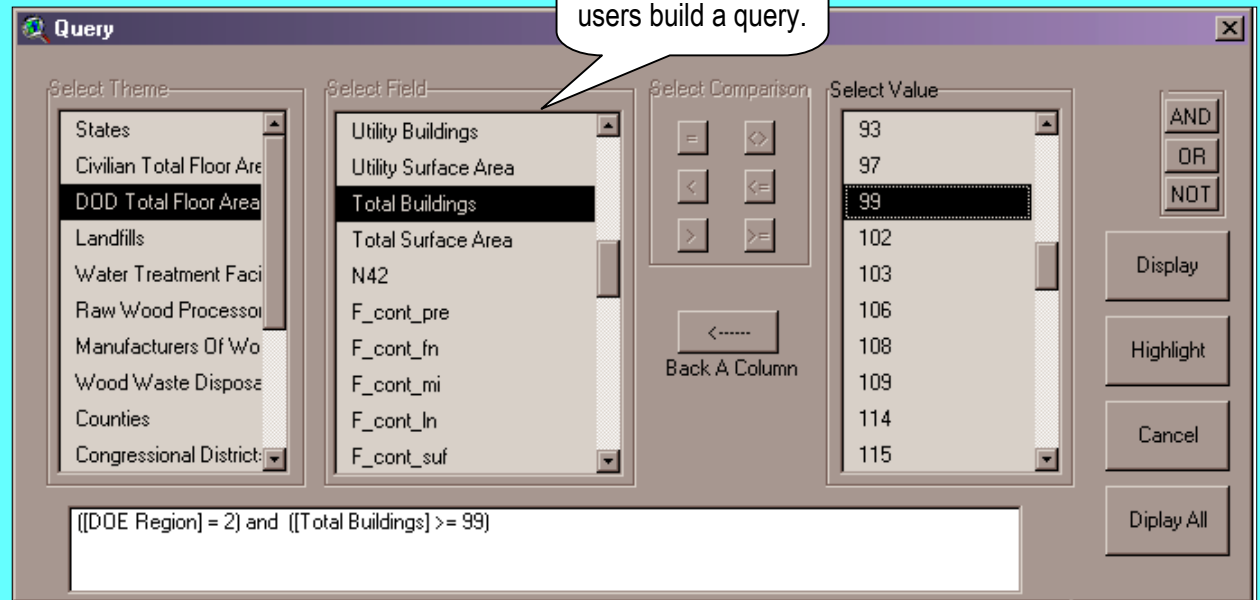 users build a query.
Query
Select Theme
States
Civilian Total Floor Are
DOD Total Floor Area
Landfills
Water Treatment Faci
Raw Wood Processor
Manufacturers Of Wo
Wood Waste Disposa
Counties
Congressional District:
Select Field
Utility Buildings
Utility Surface Area
Total Buildings
Total Surface Area
N42
F_cont_pre
F_cont_fn
F_cont_mi
F_cont_ln
F_cont_suf
Select Comparison
= <>
< <=
> >=
<------
Back A Column
Select Value
93
97
99
102
103
106
108
109
114
115
AND
OR
NOT
Display
Highlight
Cancel
Diplay All
([DOE Region] = 2) and ([Total Buildings] >= 99)